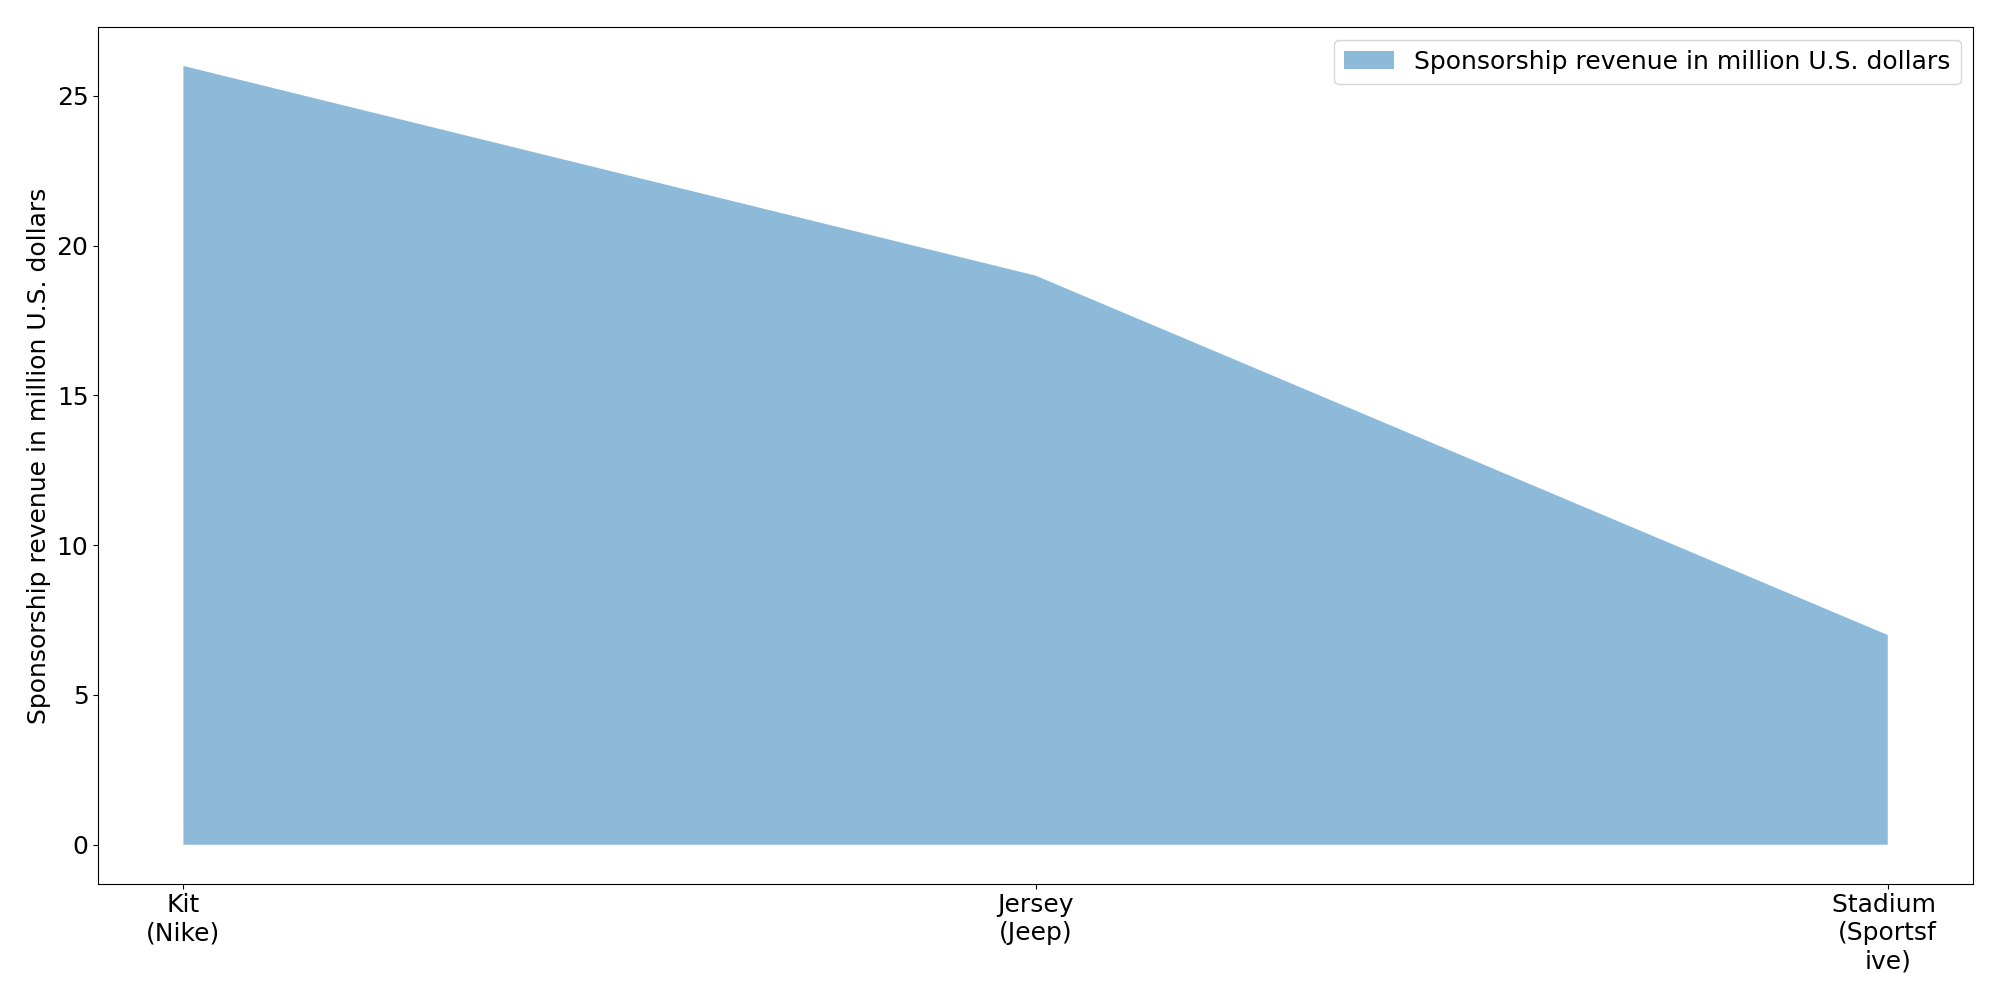 Sponsorship revenue in million U.S. dollars
Sponsorship revenue in million U.S. dollars
25
20
15
10
5
0
Kit
(Nike)
Jersey
(Jeep)
Stadium
(Sportsf
ive)